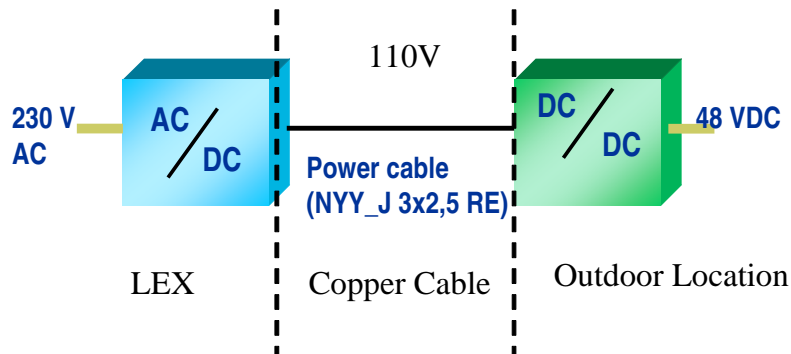 110V
230 V
AC
AC
DC
DC
DC
48 VDC
Power cable
(NYY_J 3x2,5 RE)
LEX
Copper Cable
Outdoor Location